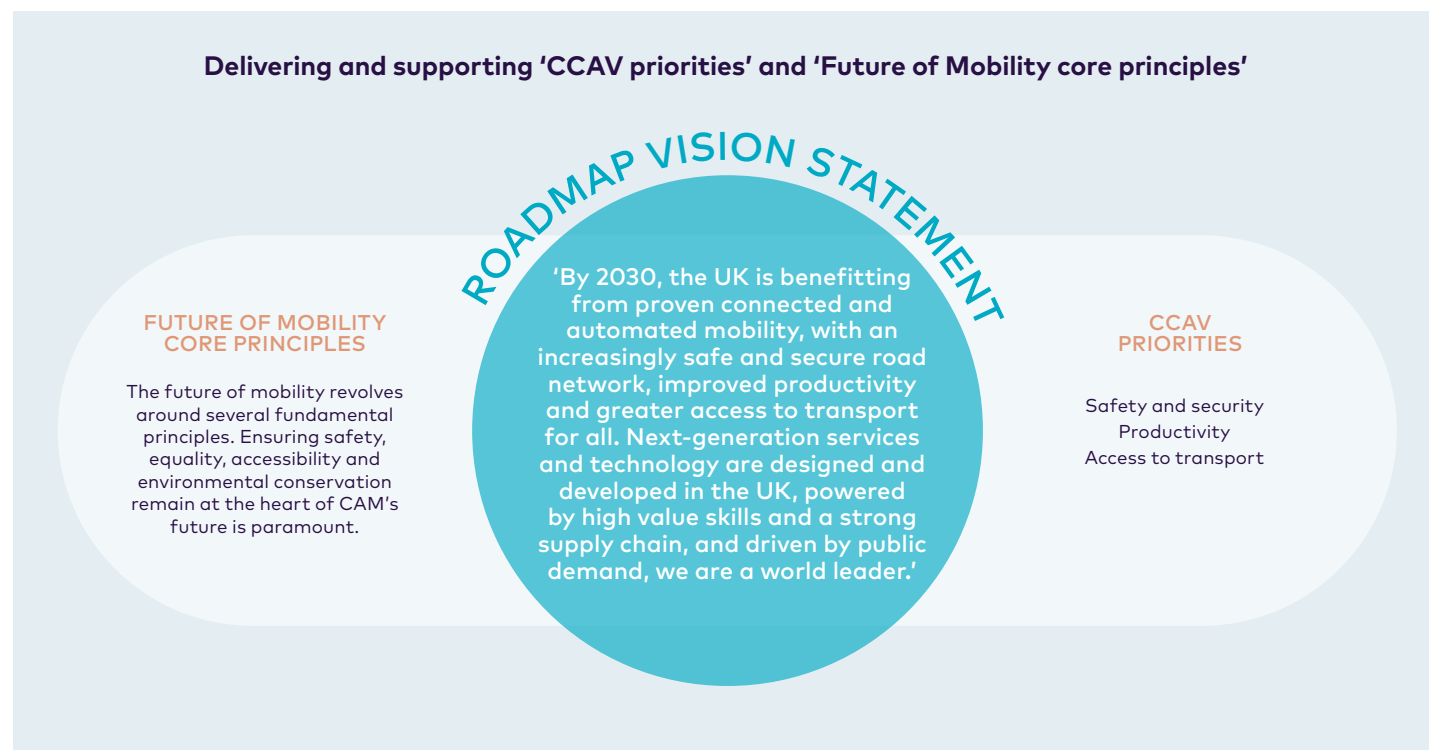 Delivering and supporting ‘CCAV priorities’ and ‘Future of Mobility core principles’
ROADMAP VISION STATEMENT
FUTURE OF MOBILITY
CORE PRINCIPLES
The future of mobility revolves
around several fundamental
principles. Ensuring safety,
equality, accessibility and
environmental conservation
remain at the heart of CAM’s
future is paramount.
‘By 2030, the UK is benefitting
from proven connected and
automated mobility, with an
increasingly safe and secure road
network, improved productivity
and greater access to transport
for all. Next-generation services
and technology are designed and
developed in the UK, powered
by high value skills and a strong
supply chain, and driven by public
demand, we are a world leader.’
CCAV
PRIORITIES
Safety and security
Productivity
Access to transport